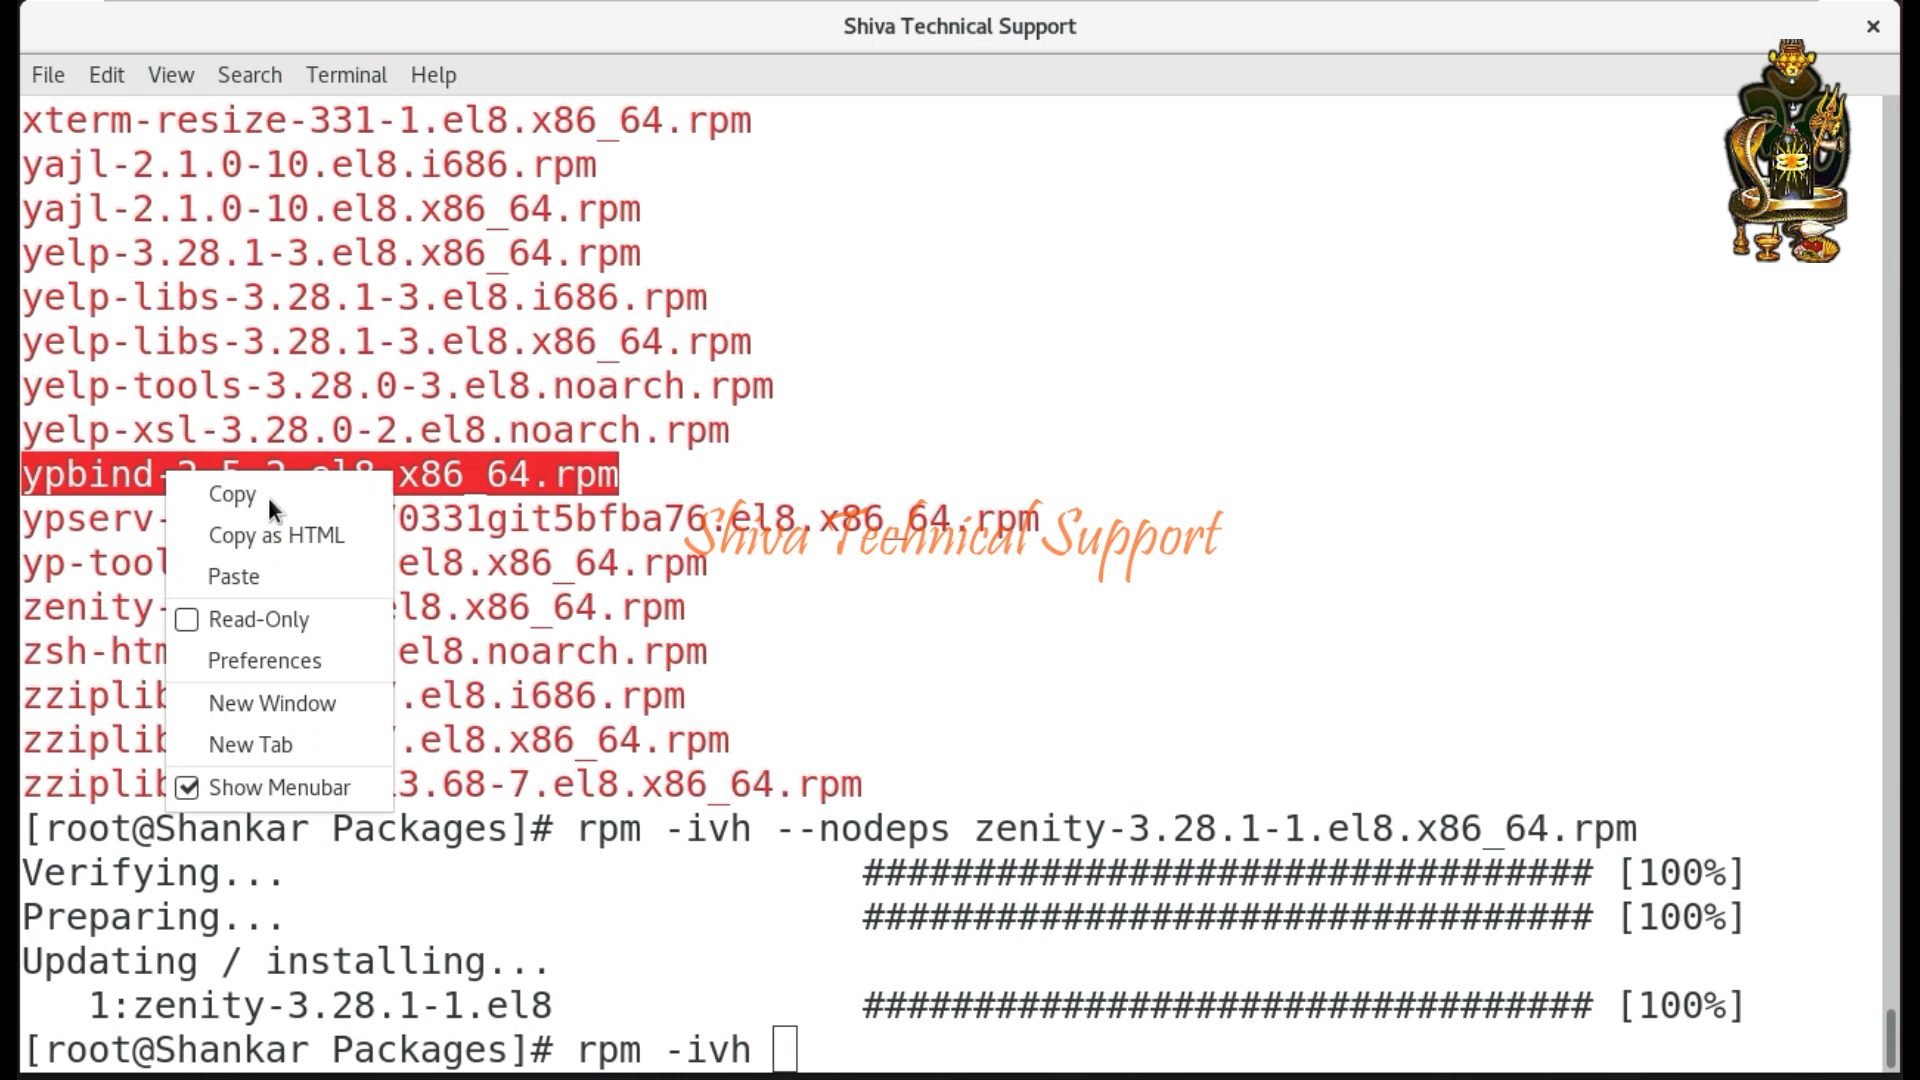 Shiva Technical Support
File Edit View Search Terminal Help
xterm-resize-331-1.el8.x86_64.rpm
yajl-2.1.0-10.el8.i686.rpm
yajl-2.1.0-10.el8.x86_64.rpm
yelp-3.28.1-3.el8.x86_64.rpm
yelp-libs-3.28.1-3.el8.i686.rpm
yelp-libs-3.28.1-3.el8.x86_64.rpm
yelp-tools-3.28.0-3.el8.noarch.rpm
yelp-xsl-3.28.0-2.el8.noarch.rpm
ypbind- x86_64.rpm
Copy
ypserv- 0331git5bfba76.el8.x86_64.rpm
Shiva Technical Support
Copy as HTML
yp-tool el8.x86_64.rpm
Paste
zenity- el8.x86_64.rpm
Read-Only
zsh-htm el8.noarch.rpm
Preferences
zziplib .el8.i686.rpm
New Window
zziplib .el8.x86_64.rpm
New Tab
zziplib 3.68-7.el8.x86_64.rpm
Show Menubar
[root@Shankar Packages]# rpm -ivh --nodeps zenity-3.28.1-1.el8.x86_64.rpm
Verifying... ################################# [100%]
Preparing... ################################# [100%]
Updating / installing...
1:zenity-3.28.1-1.el8 ################################# [100%]
[root@Shankar Packages]# rpm -ivh